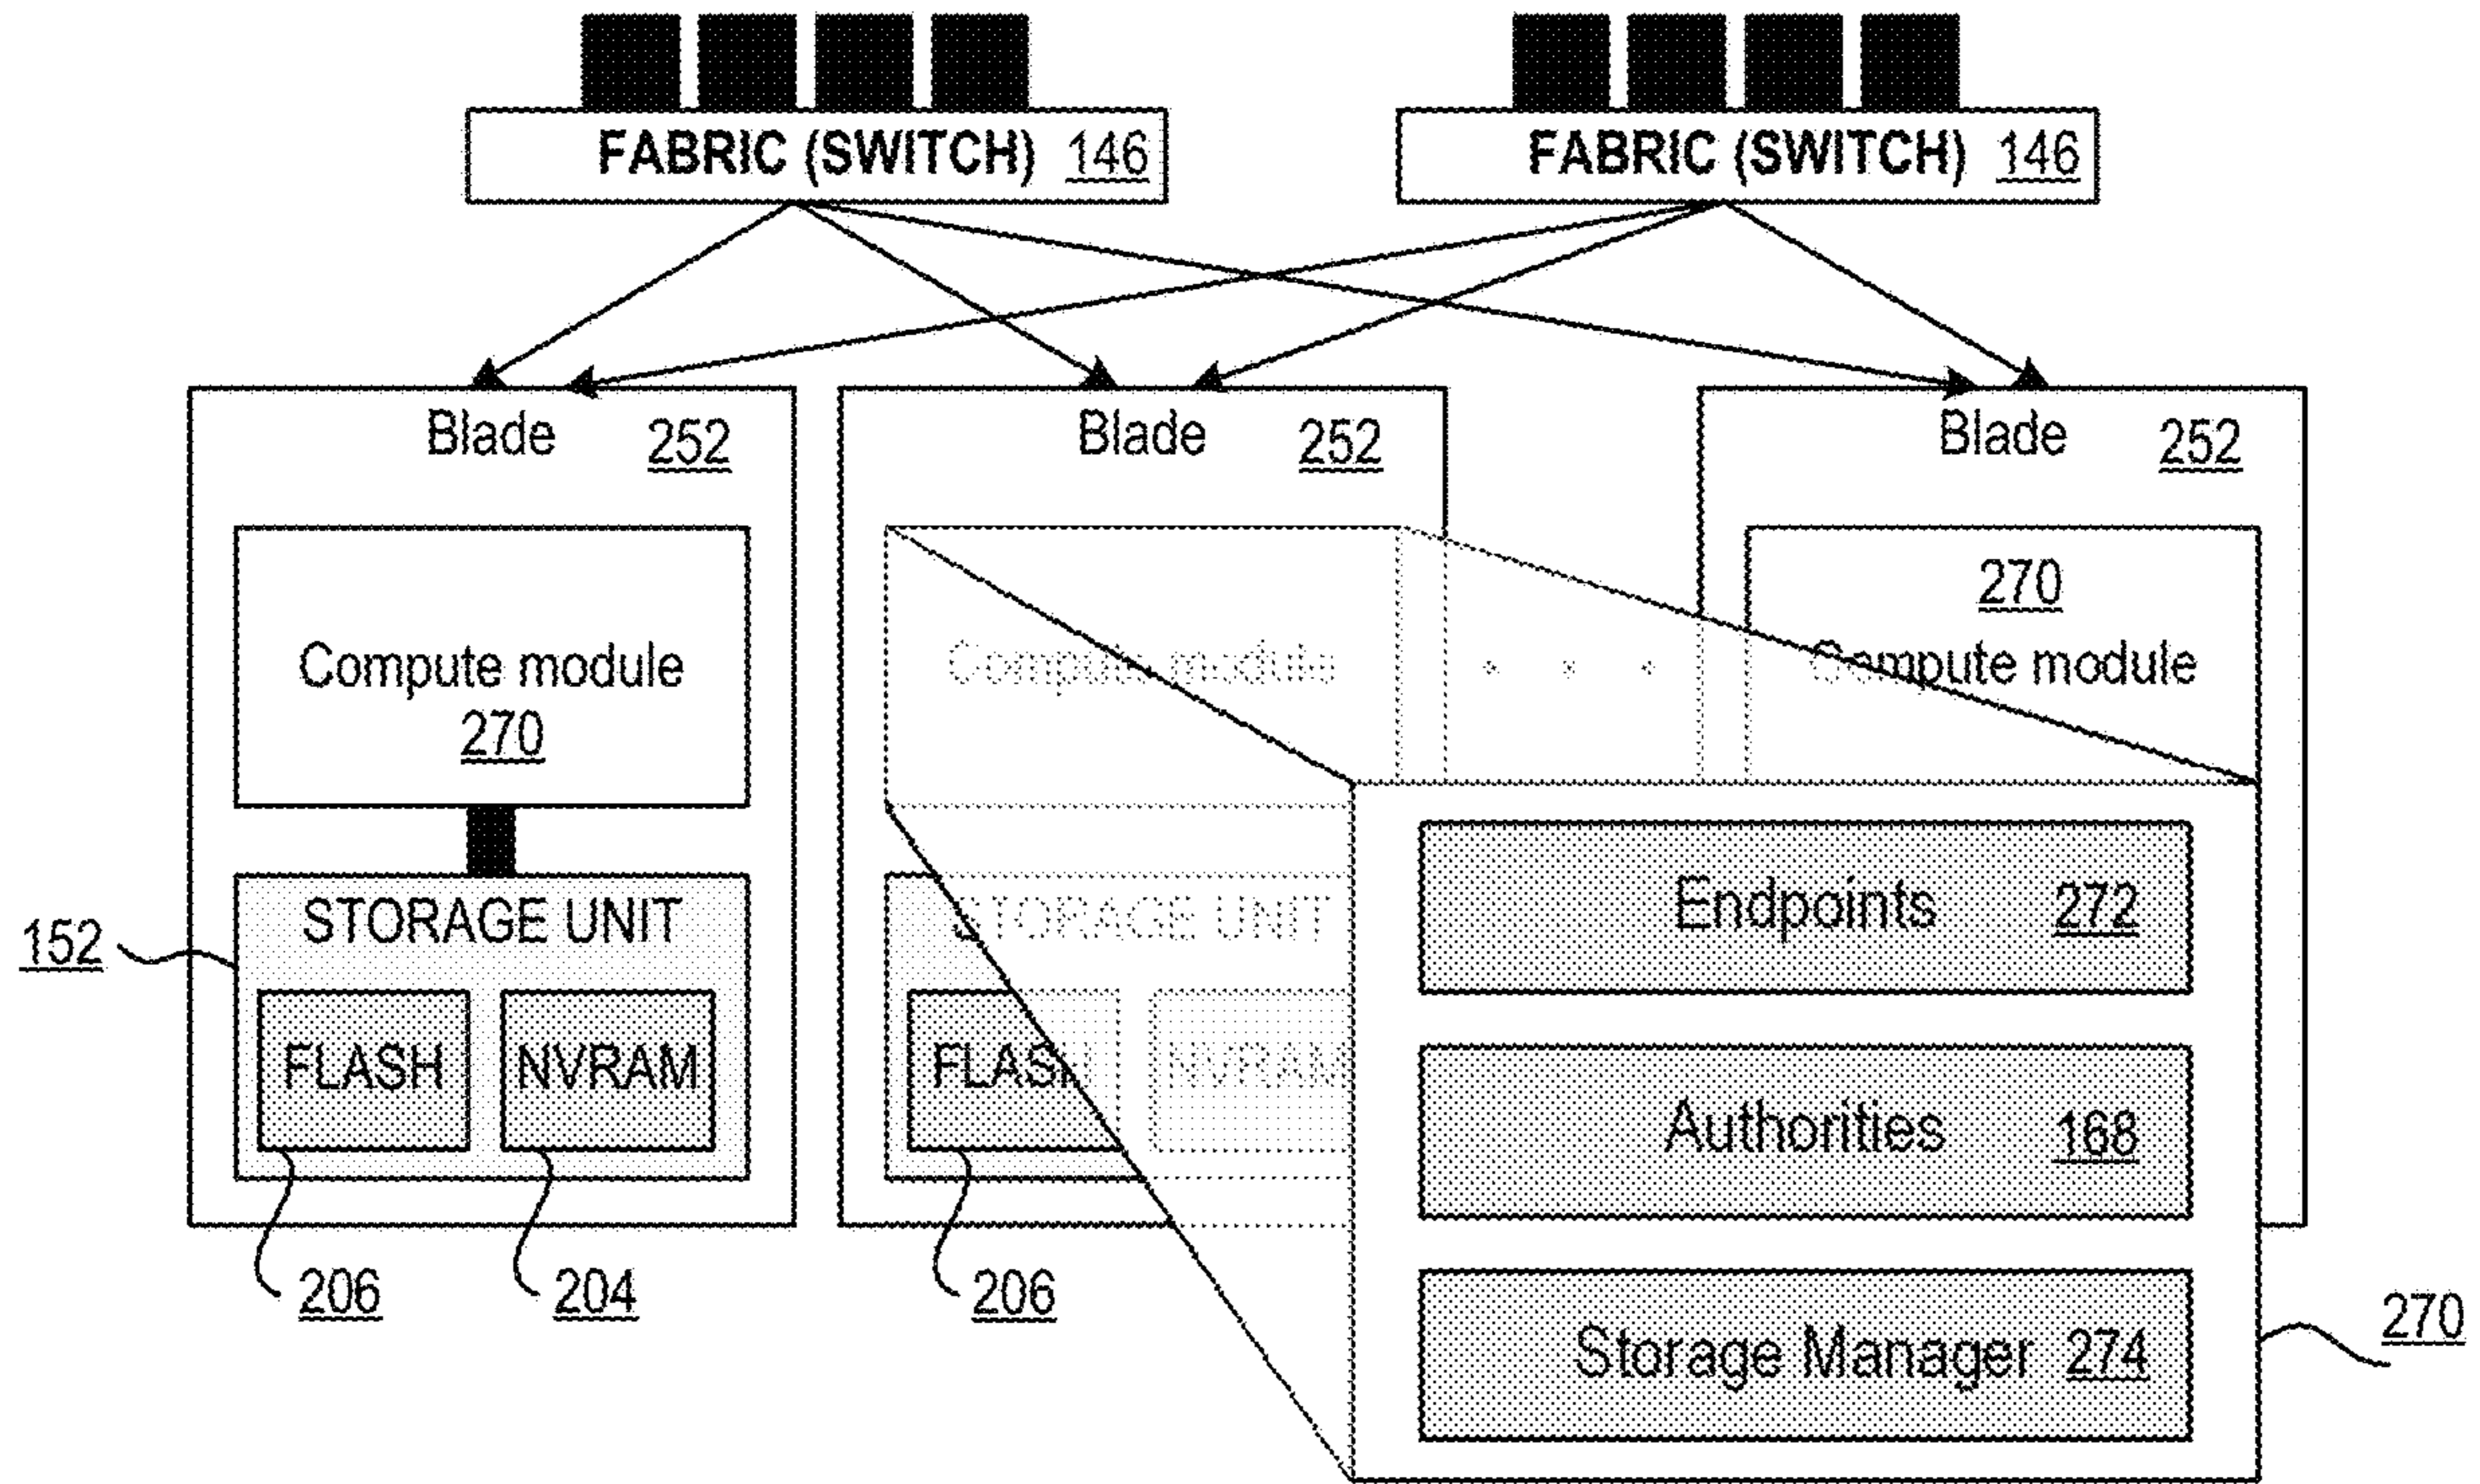 FABRIC (SWITCH) 146
FABRIC (SWITCH) 146
Blade 252
Blade 252
Blade 252
Compute module
270
Compute module
. . .
270
Compute module
152
STORAGE UNIT
FLASH
NVRAM
206
204
STORAGE UNIT
FLASH
NVRAM
206
Endpoints 272
Authorities 168
Storage Manager 274
270